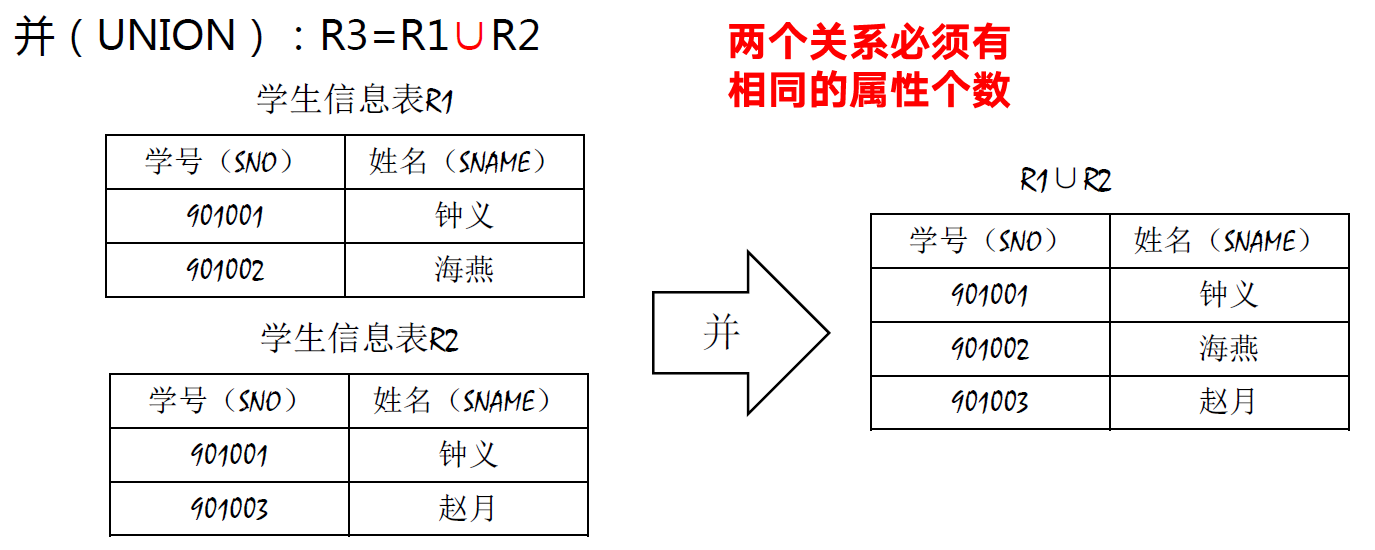 并（UNION）：R3=R1∪R2
两个关系必须有
相同的属性个数
学生信息表R1
学号（SNO） 姓名（SNAME）
901001 钟义
901002 海燕
学生信息表R2
学号（SNO） 姓名（SNAME）
901001 钟义
901003 赵月
并
R1∪R2
学号（SNO） 姓名（SNAME）
901001 钟义
901002 海燕
901003 赵月